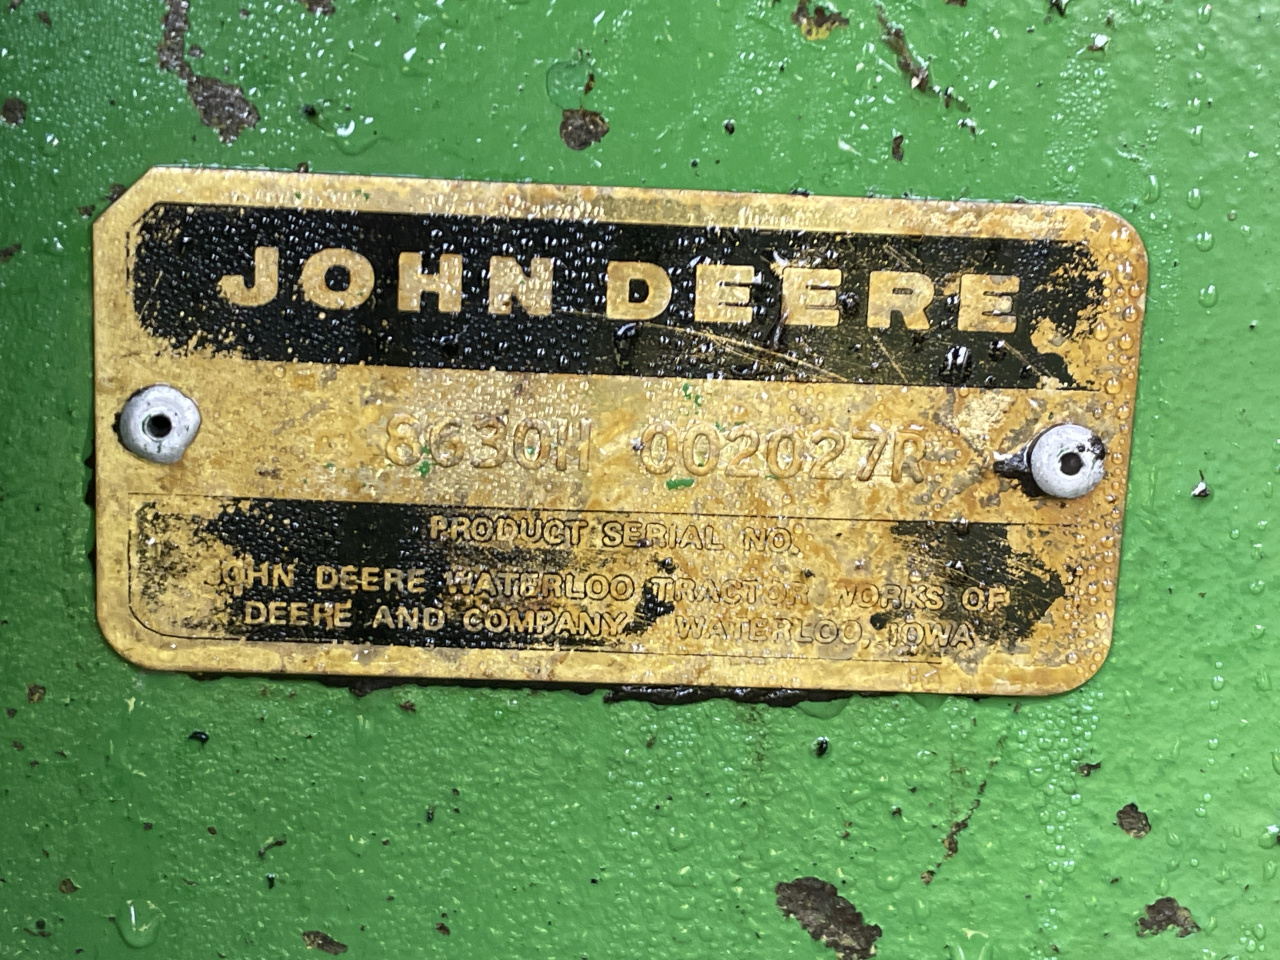 JOHN DEERE
8630H 002027R
PRODUCT SERIAL NO.
JOHN DEERE WATERLOO TRACTOR WORKS OF
DEERE AND COMPANY WATERLOO, IOWA